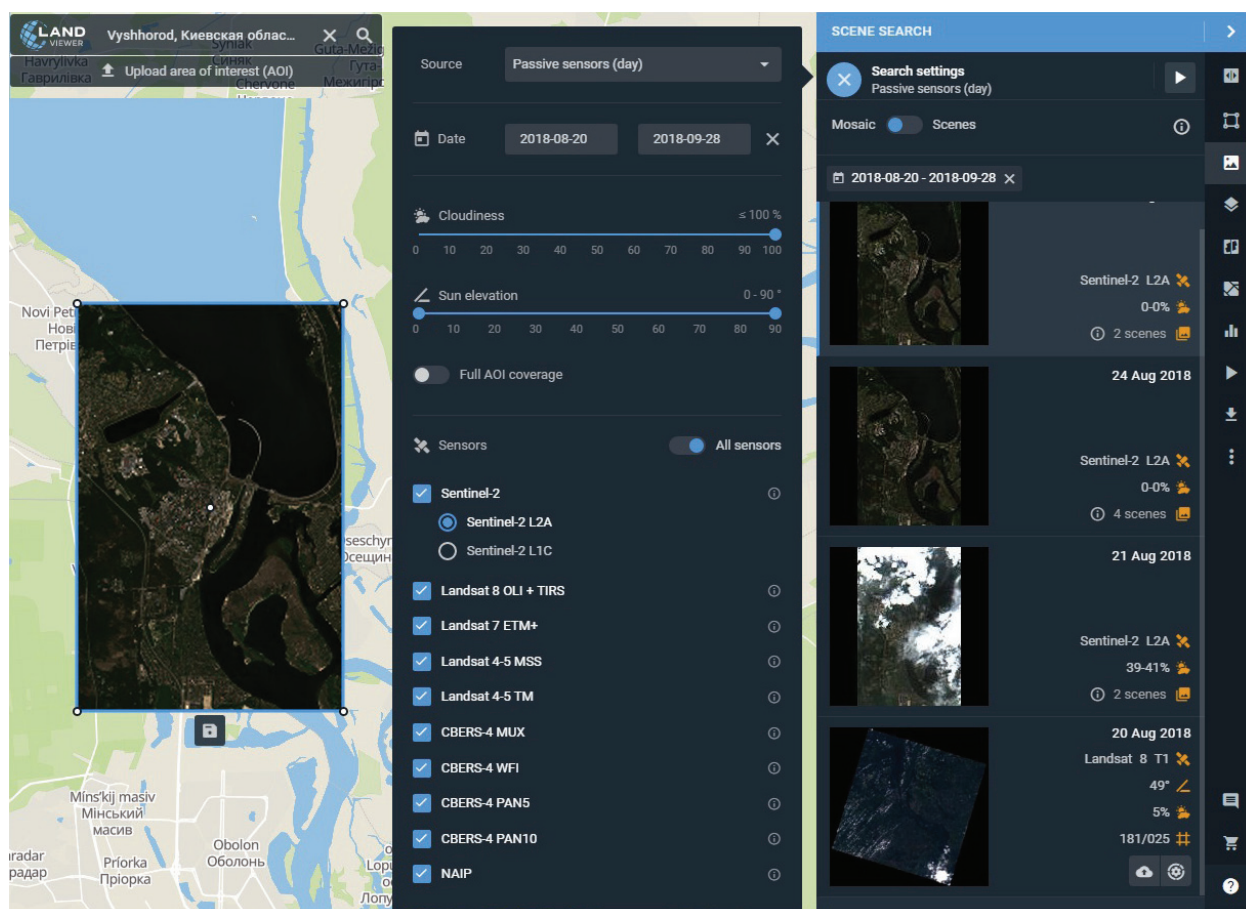 LAND
VIEWER
Vyshhorod, Киевская облас...
Upload area of interest (AOI)
Havrylivka
Гаврилівка
Syniak
Синяк
Chervone
Червоне
Guta-Mezig
Гута-
Межигірс
Novi Pet
Нові
Петрів
oseschyn
Осещин
Mins'kij masiv
Мінський
масив
Obolon
Оболонь
Príorka
Пріорка
aradar
радар
Source
Passive sensors (day)
Date
2018-08-20
2018-09-28
Cloudiness
≤ 100 %
0 10 20 30 40 50 60 70 80 90 100
Sun elevation
0 - 90 °
0 10 20 30 40 50 60 70 80 90
Full AOI coverage
Sensors
All sensors
Sentinel-2
Sentinel-2 L2A
Sentinel-2 L1C
Landsat 8 OLI + TIRS
Landsat 7 ETM+
Landsat 4-5 MSS
Landsat 4-5 TM
CBERS-4 MUX
CBERS-4 WFI
CBERS-4 PAN5
CBERS-4 PAN10
NAIP
SCENE SEARCH
Search settings
Passive sensors (day)
Mosaic
Scenes
2018-08-20 - 2018-09-28
Sentinel-2 L2A
0-0%
2 scenes
24 Aug 2018
Sentinel-2 L2A
0-0%
4 scenes
21 Aug 2018
Sentinel-2 L2A
39-41%
2 scenes
20 Aug 2018
Landsat 8 T1
49°
5%
181/025